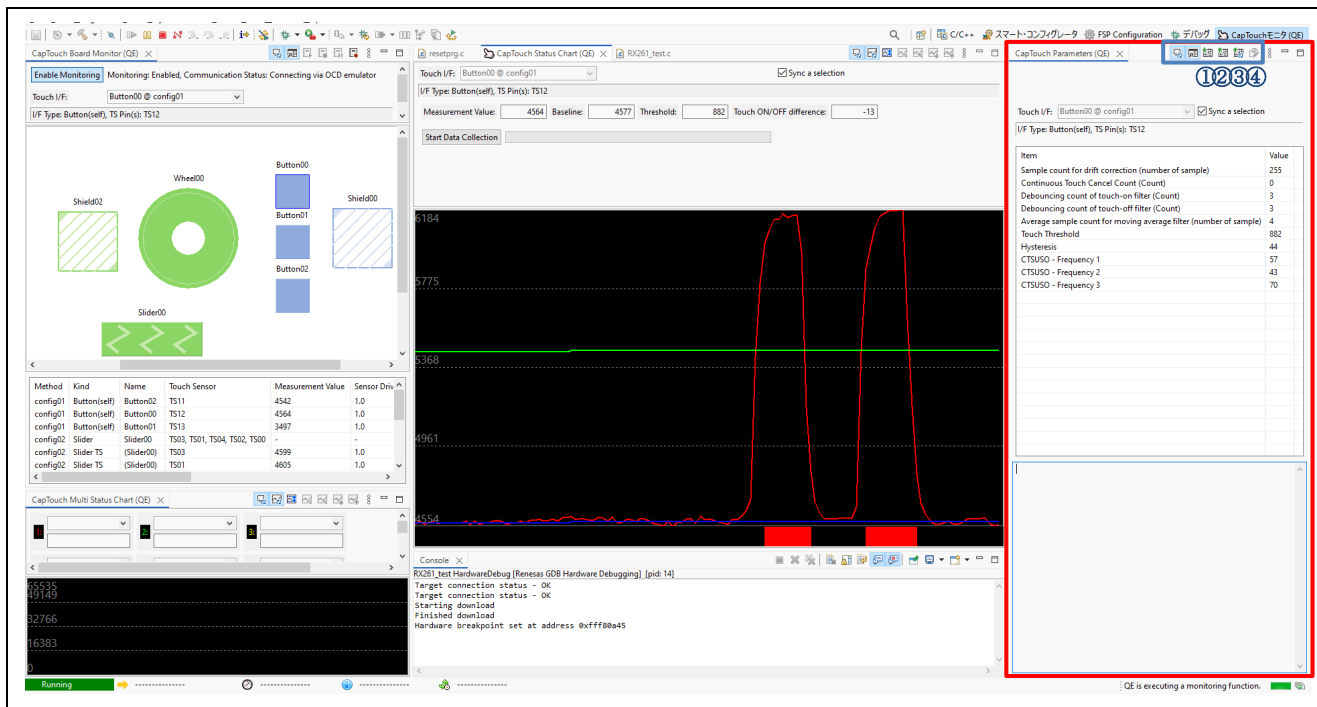 C/C++ スマート・コンフィグレータ FSP Configuration デバッグ CapTouchモニタ (QE)
CapTouch Board Monitor (QE)
Enable Monitoring Monitoring: Enabled, Communication Status: Connecting via OCD emulator
Touch I/F: Button00 @ config01
I/F Type: Button(self), TS Pin(s): TS12
Button00
Wheel00
Shield02
Shield00
Button01
Button02
Slider00
Method Kind Name Touch Sensor Measurement Value Sensor Driv
config01 Button(self) Button02 TS11 4542 1.0
config01 Button(self) Button00 TS12 4564 1.0
config01 Button(self) Button01 TS13 3497 1.0
config02 Slider Slider00 TS03, TS01, TS04, TS02, TS00 - -
config02 Slider TS (Slider00) TS03 4599 1.0
config02 Slider TS (Slider00) TS01 4605 1.0
CapTouch Multi Status Chart (QE)
1: 2: 3:
65535
49149
32766
16383
0
resetprg.c CapTouch Status Chart (QE) RX261_test.c
Touch I/F: Button00 @ config01 Sync a selection
I/F Type: Button(self), TS Pin(s): TS12
Measurement Value: 4564 Baseline: 4577 Threshold: 882 Touch ON/OFF difference: -13
Start Data Collection
6184
5775
5368
4961
4554
Console
RX261_test HardwareDebug [Renesas GDB Hardware Debugging] [pid: 14]
Target connection status - OK
Target connection status - OK
Starting download
Finished download
Hardware breakpoint set at address 0xfff80a45
CapTouch Parameters (QE)
①②③④
Touch I/F: Button00 @ config01 Sync a selection
I/F Type: Button(self), TS Pin(s): TS12
Item Value
Sample count for drift correction (number of sample) 255
Continuous Touch Cancel Count (Count) 0
Debouncing count of touch-on filter (Count) 3
Debouncing count of touch-off filter (Count) 3
Average sample count for moving average filter (number of sample) 4
Touch Threshold 882
Hysteresis 44
CTSUSO - Frequency 1 57
CTSUSO - Frequency 2 43
CTSUSO - Frequency 3 70
Running --------------- --------------- --------------- ---------------
QE is executing a monitoring function.